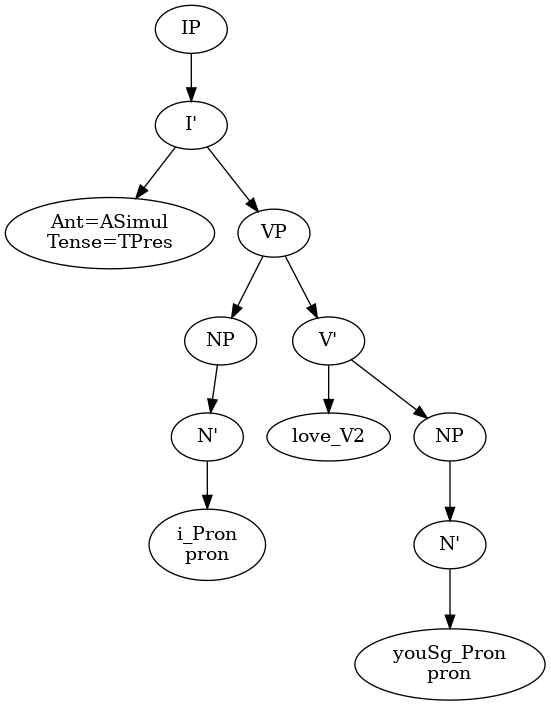 IP
I'
Ant=ASimul
Tense=TPres
VP
NP
V'
N'
love_V2
NP
i_Pron
pron
N'
youSg_Pron
pron